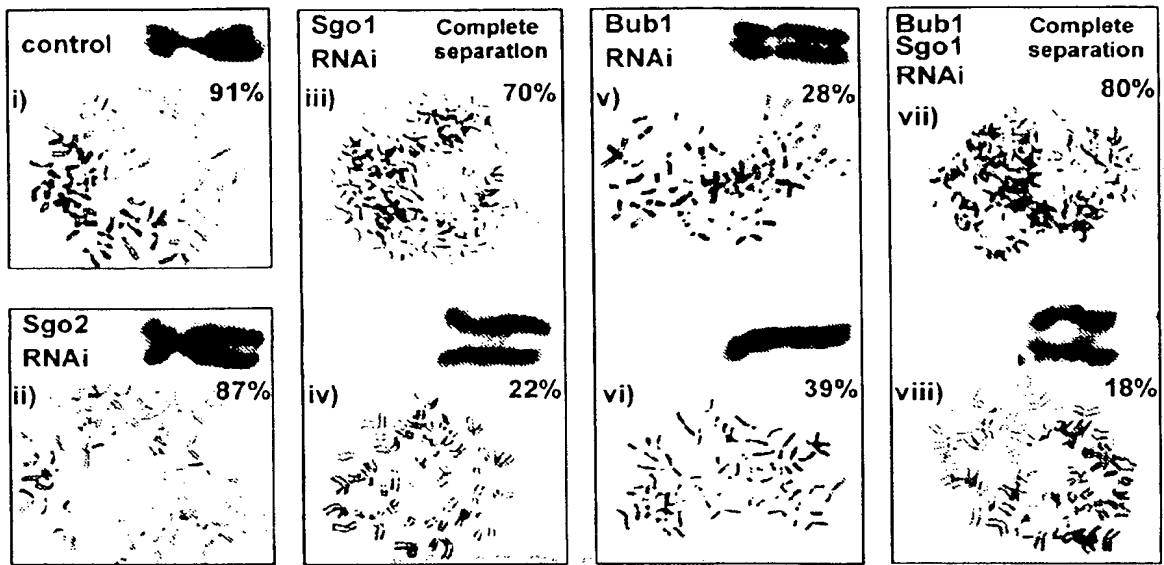 control
91%
i)
Sgo2
RNAi
87%
ii)
Sgo1 Complete
RNAi separation
iii) 70%
22%
iv)
Bub1
RNAi
v) 28%
vi) 39%
Bub1 Complete
Sgo1 separation
RNAi 80%
vii)
viii) 18%